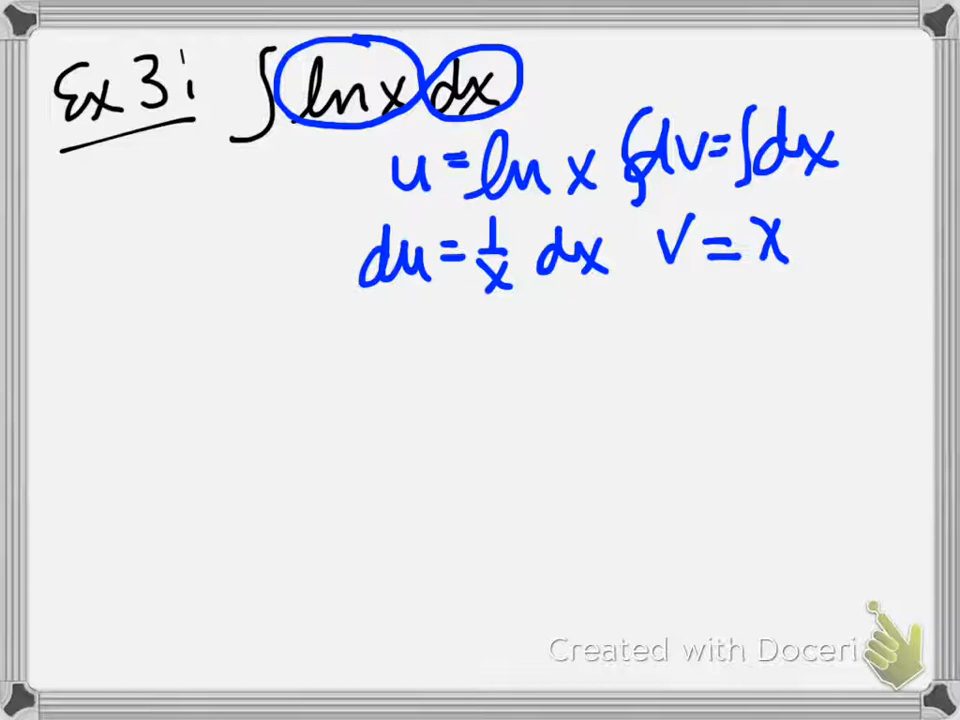 Ex 3: ∫ ln x dx
u = ln x ∫dv = ∫dx
du = 1/x dx v = x
Created with Doceri